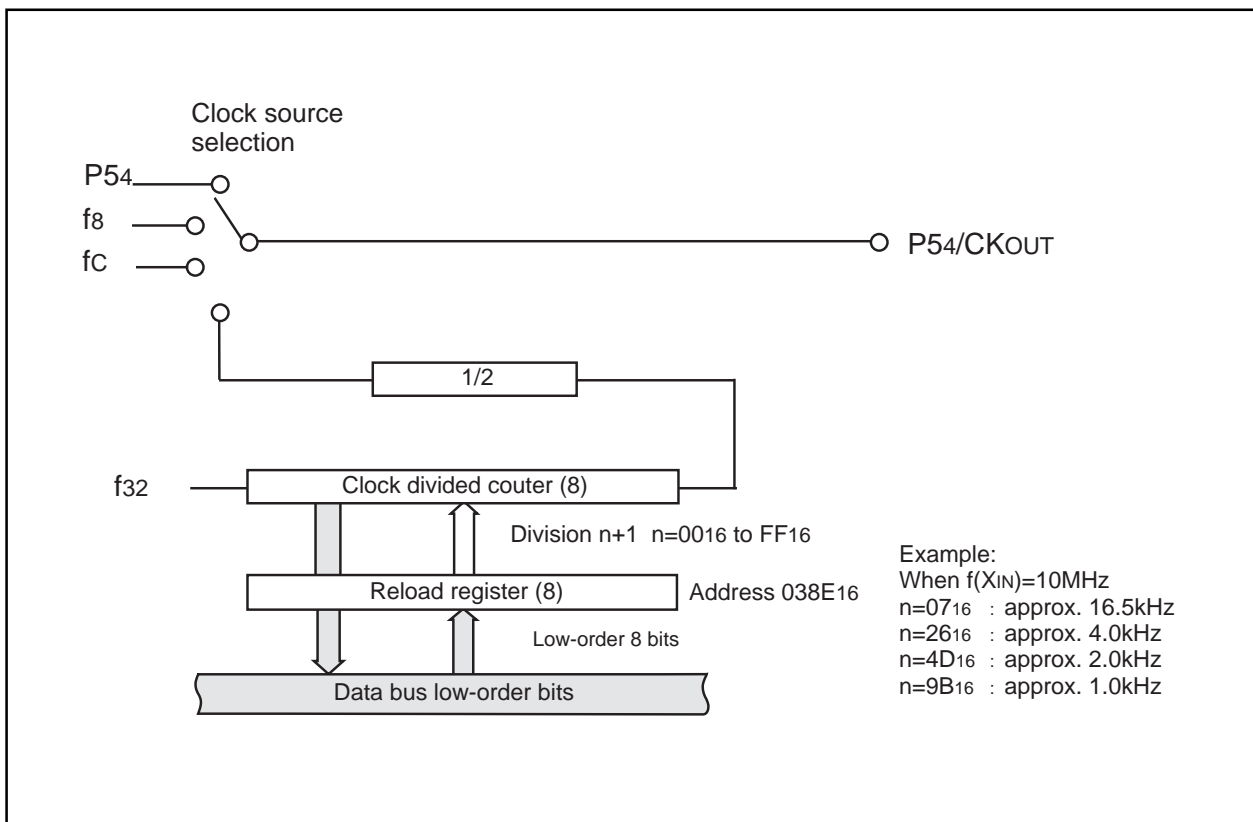 Clock source
selection
P54
f8
fC
P54/CKOUT
1/2
f32
Clock divided couter (8)
Division n+1 n=0016 to FF16
Reload register (8)
Address 038E16
Low-order 8 bits
Data bus low-order bits
Example:
When f(XIN)=10MHz
n=0716 : approx. 16.5kHz
n=2616 : approx. 4.0kHz
n=4D16 : approx. 2.0kHz
n=9B16 : approx. 1.0kHz